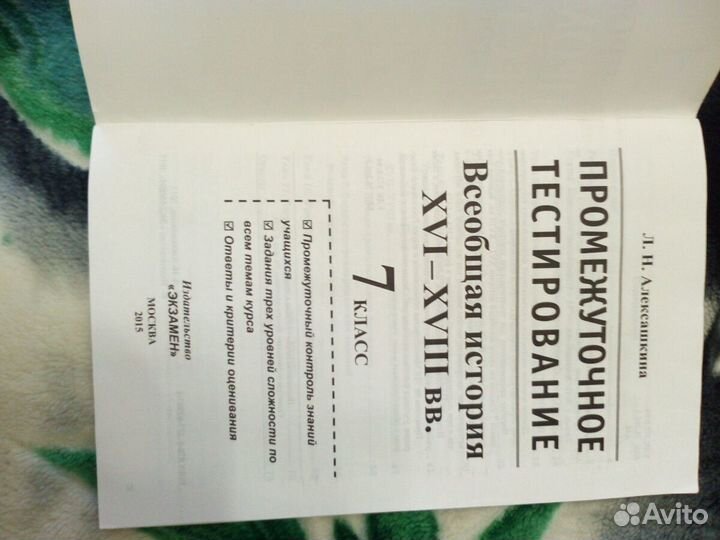 Л. Н. Алексашкина
ПРОМЕЖУТОЧНОЕ
ТЕСТИРОВАНИЕ
Всеобщая история
XVI–XVIII вв.
7 КЛАСС
☑ Промежуточный контроль знаний
учащихся
☑ Задания трех уровней сложности по
всем темам курса
☑ Ответы и критерии оценивания
Издательство
«ЭКЗАМЕН»
МОСКВА
2015
Avito